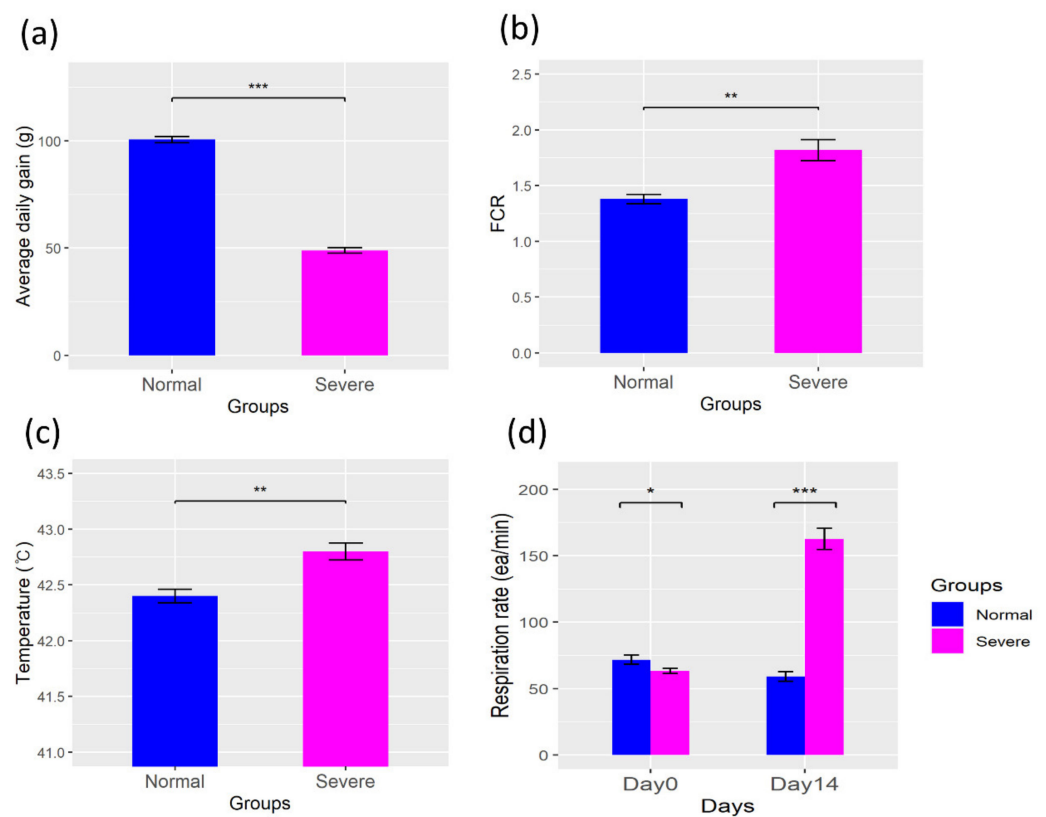 (a)
***
Average daily gain (g)
100
50
0
Normal Severe
Groups
(b)
**
FCR
2.5
2.0
1.5
1.0
0.5
0.0
Normal Severe
Groups
(c)
**
Temperature (℃)
43.5
43.0
42.5
42.0
41.5
41.0
Normal Severe
Groups
(d)
* ***
Respiration rate (ea/min)
200
150
100
50
0
Day0 Day14
Days
Groups
Normal
Severe